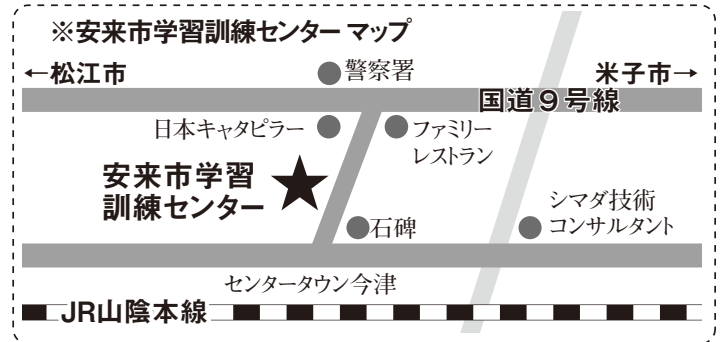 ※安来市学習訓練センター マップ
←松江市
警察署
米子市→
国道9号線
日本キャタピラー
ファミリー
レストラン
安来市学習
訓練センター
シマダ技術
コンサルタント
石碑
センタータウン今津
JR山陰本線